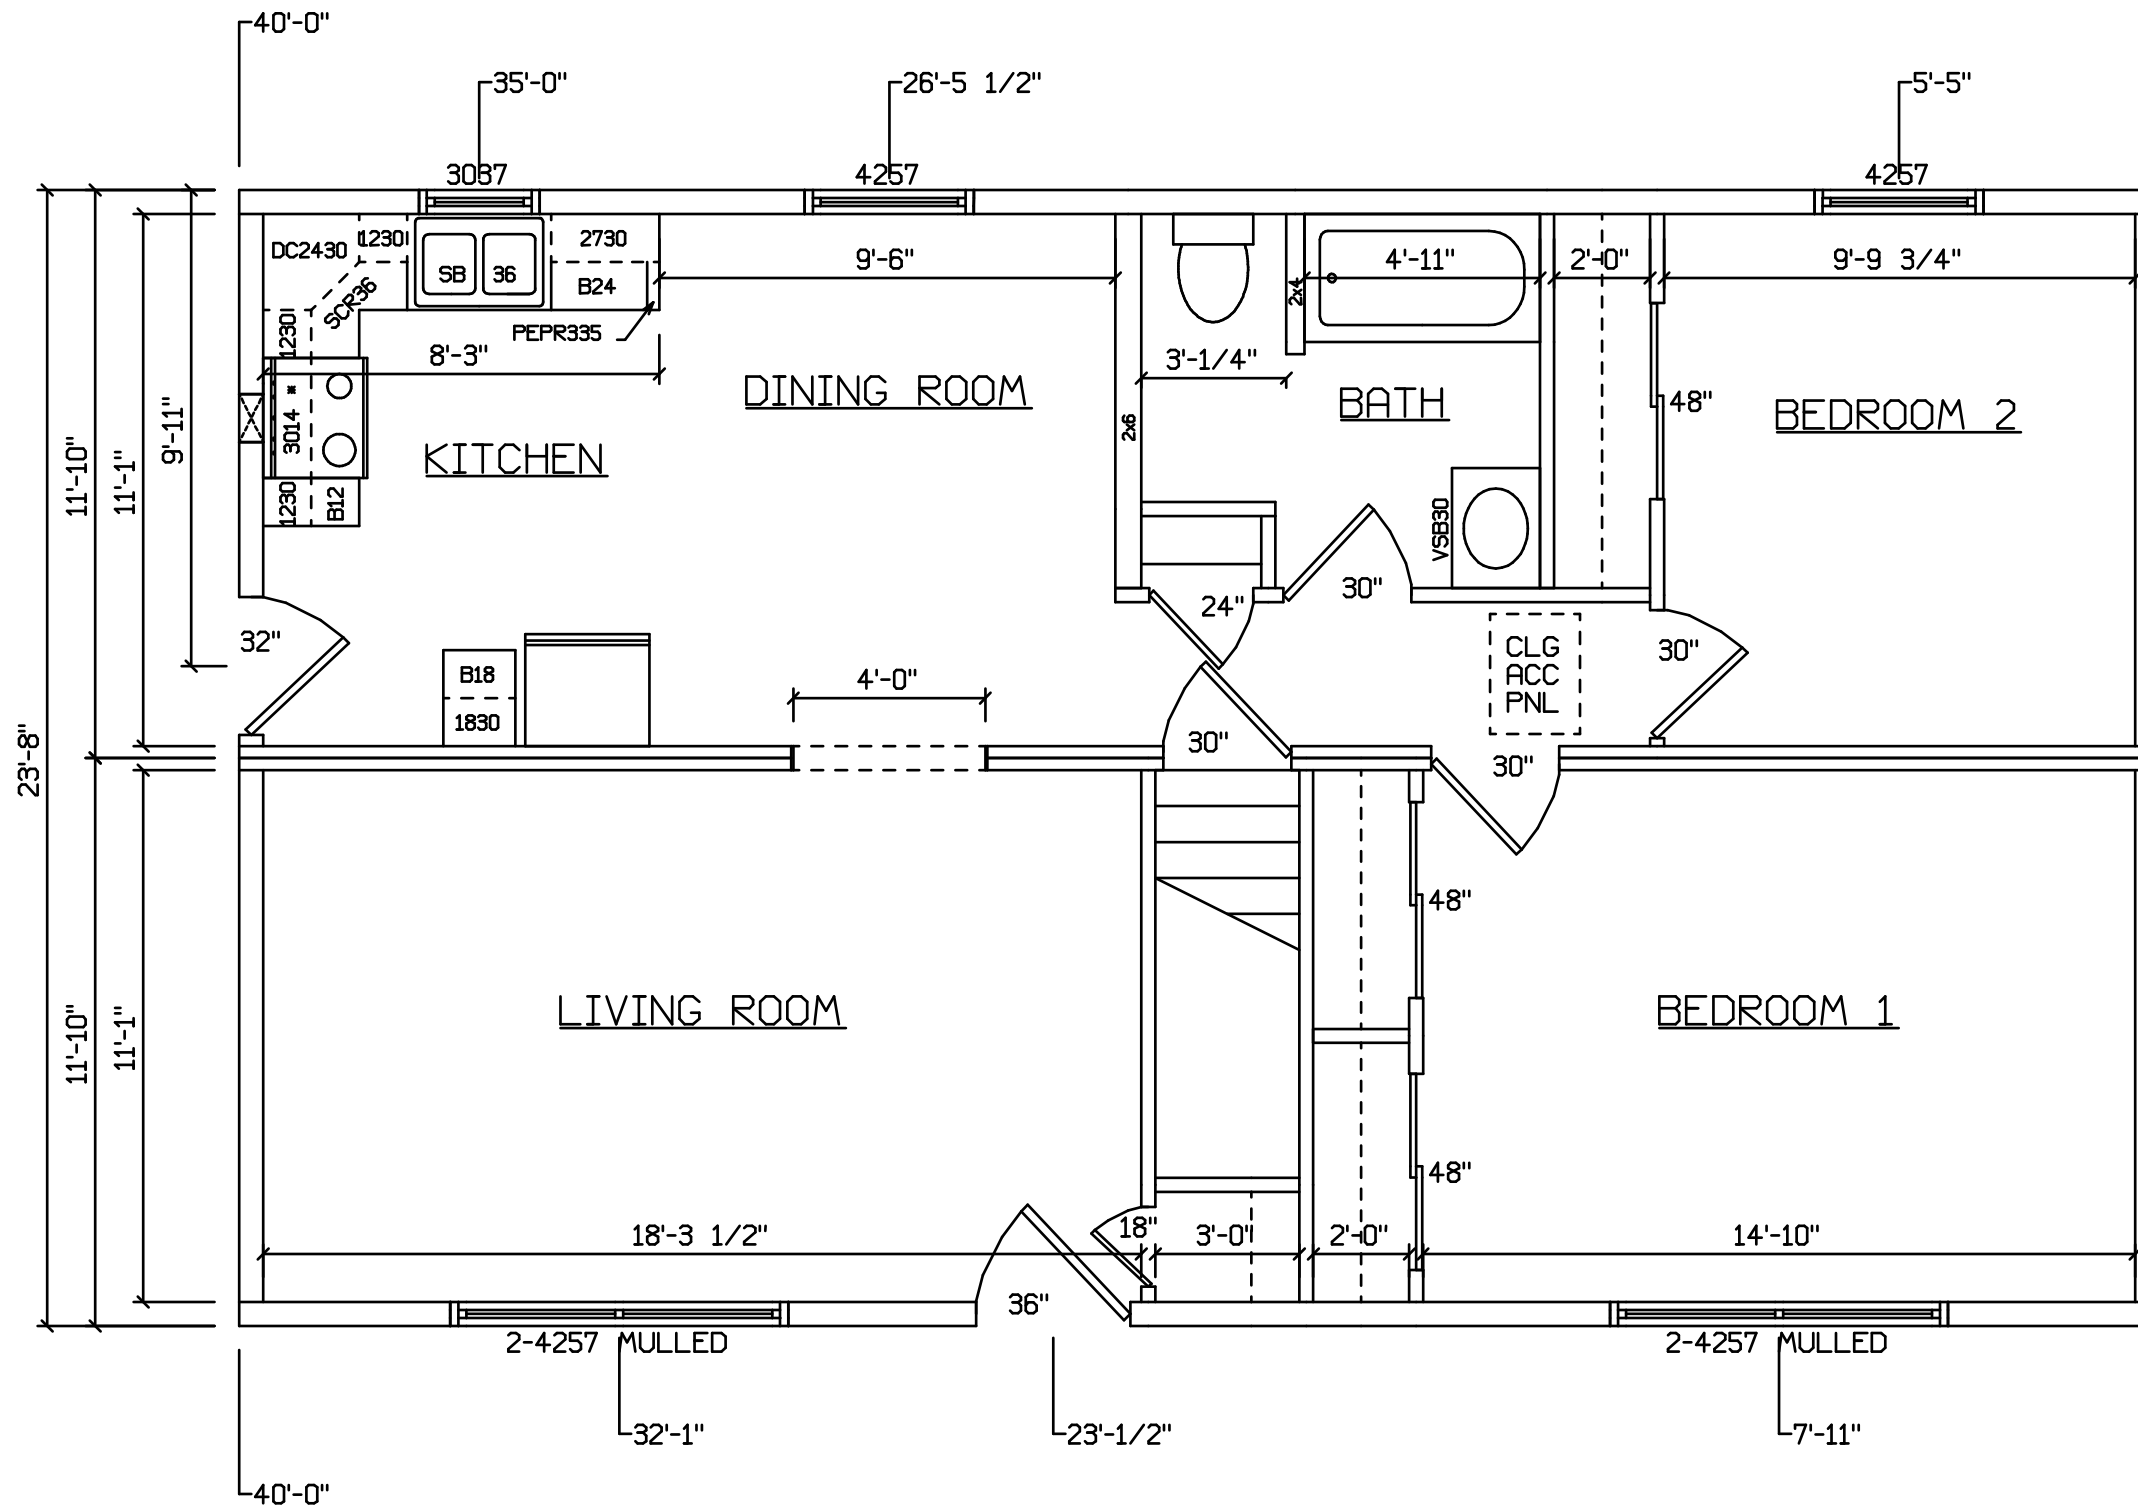 40'-0"
35'-0"
26'-5 1/2"
5'-5"
3037
4257
4257
DC2430
1230
SB
36
2730
B24
9'-6"
4'-11"
2'-0"
9'-9 3/4"
SCR36
2x4
1230
PEPR335
8'-3"
3'-1/4"
DINING ROOM
BATH
48"
BEDROOM 2
3014 *
2x6
9'-11"
KITCHEN
11'-10"
11'-1"
1230
B12
VSB30
30"
24"
32"
CLG
ACC
PNL
30"
B18
4'-0"
1830
30"
30"
23'-8"
48"
LIVING ROOM
BEDROOM 1
11'-10"
11'-1"
48"
18'-3 1/2"
18"
3'-0"
2'-0"
14'-10"
36"
2-4257 MULLED
2-4257 MULLED
32'-1"
23'-1/2"
7'-11"
40'-0"